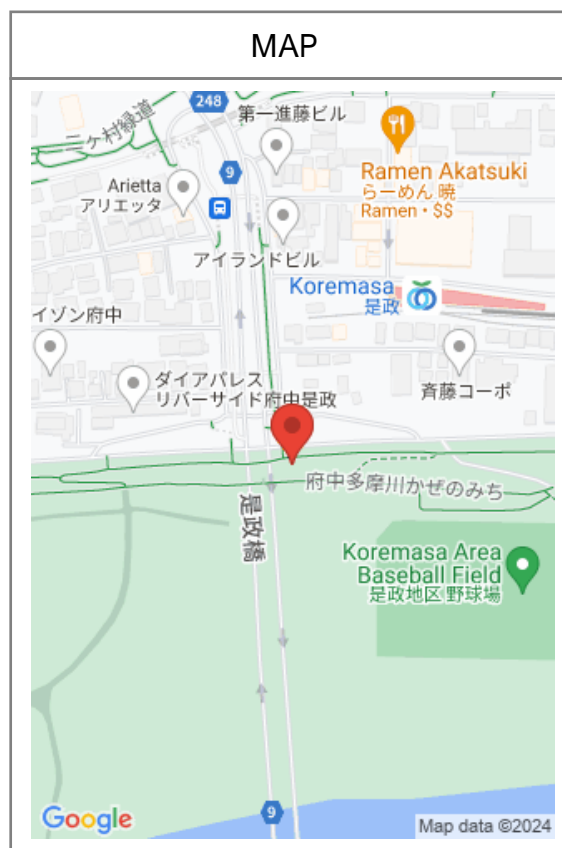 MAP
248
三ケ村緑道
第一進藤ビル
9
Arietta
アリエッタ
Ramen Akatsuki
らーめん 暁
Ramen・$$
アイランドビル
Koremasa
是政
イゾン府中
ダイアパレス
リバーサイド府中是政
斉藤コーポ
府中多摩川かぜのみち
是政橋
Koremasa Area
Baseball Field
是政地区 野球場
Google
9
Map data ©2024